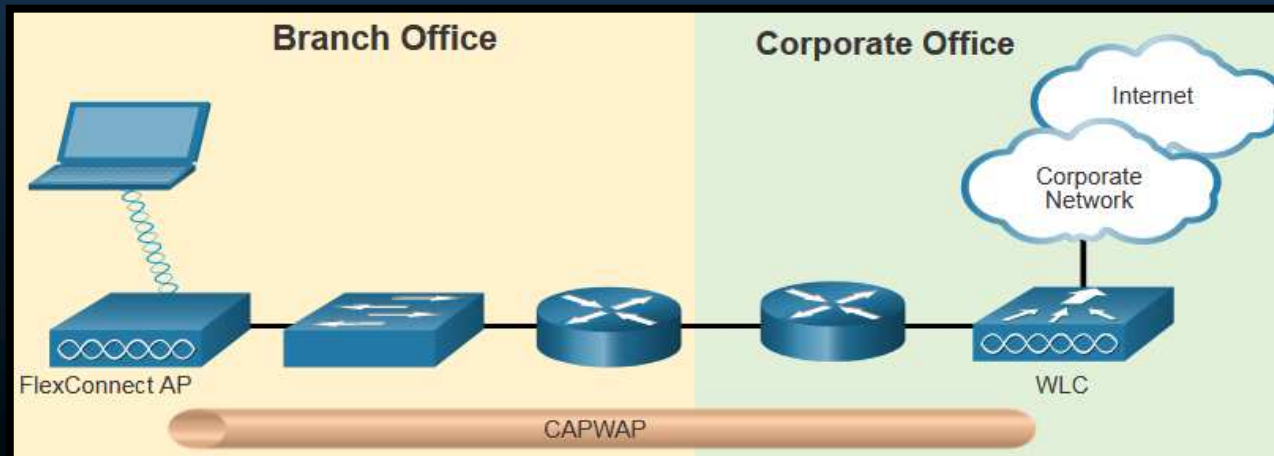 Branch Office
Corporate Office
Internet
Corporate
Network
FlexConnect AP
WLC
CAPWAP